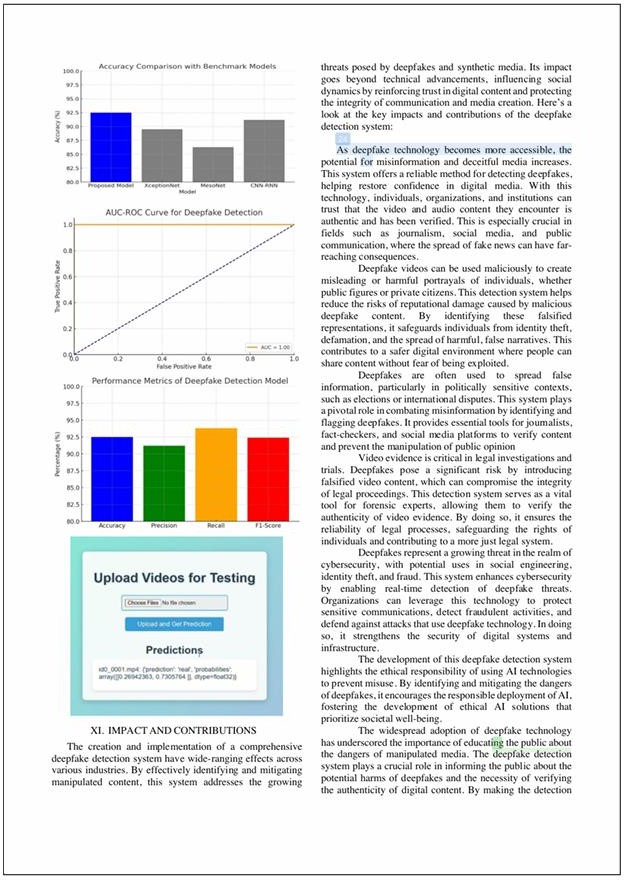 Accuracy Comparison with Benchmark Models
100.0
97.5
95.0
92.5
90.0
87.5
85.0
82.5
80.0
Accuracy (%)
Proposed Model XceptionNet MesoNet CNN-RNN
Model
AUC-ROC Curve for Deepfake Detection
1.0
0.8
0.6
0.4
0.2
0.0
True Positive Rate
AUC = 1.00
0.0 0.2 0.4 0.6 0.8 1.0
False Positive Rate
Performance Metrics of Deepfake Detection Model
100.0
97.5
95.0
92.5
90.0
87.5
85.0
82.5
80.0
Percentage (%)
Accuracy Precision Recall F1-Score
Upload Videos for Testing
Choose Files No file chosen
Upload and Get Prediction
Predictions
id0_0001.mp4: {'prediction': 'real', 'probabilities':
array([[0.26942363, 0.7305764 ]], dtype=float32)}
XI. IMPACT AND CONTRIBUTIONS
The creation and implementation of a comprehensive
deepfake detection system have wide-ranging effects across
various industries. By effectively identifying and mitigating
manipulated content, this system addresses the growing
threats posed by deepfakes and synthetic media. Its impact
goes beyond technical advancements, influencing social
dynamics by reinforcing trust in digital content and protecting
the integrity of communication and media creation. Here's a
look at the key impacts and contributions of the deepfake
detection system:
24
As deepfake technology becomes more accessible, the
potential for misinformation and deceitful media increases.
This system offers a reliable method for detecting deepfakes,
helping restore confidence in digital media. With this
technology, individuals, organizations, and institutions can
trust that the video and audio content they encounter is
authentic and has been verified. This is especially crucial in
fields such as journalism, social media, and public
communication, where the spread of fake news can have far-
reaching consequences.
Deepfake videos can be used maliciously to create
misleading or harmful portrayals of individuals, whether
public figures or private citizens. This detection system helps
reduce the risks of reputational damage caused by malicious
deepfake content. By identifying these falsified
representations, it safeguards individuals from identity theft,
defamation, and the spread of harmful, false narratives. This
contributes to a safer digital environment where people can
share content without fear of being exploited.
Deepfakes are often used to spread false
information, particularly in politically sensitive contexts,
such as elections or international disputes. This system plays
a pivotal role in combating misinformation by identifying and
flagging deepfakes. It provides essential tools for journalists,
fact-checkers, and social media platforms to verify content
and prevent the manipulation of public opinion
Video evidence is critical in legal investigations and
trials. Deepfakes pose a significant risk by introducing
falsified video content, which can compromise the integrity
of legal proceedings. This detection system serves as a vital
tool for forensic experts, allowing them to verify the
authenticity of video evidence. By doing so, it ensures the
reliability of legal processes, safeguarding the rights of
individuals and contributing to a more just legal system.
Deepfakes represent a growing threat in the realm of
cybersecurity, with potential uses in social engineering,
identity theft, and fraud. This system enhances cybersecurity
by enabling real-time detection of deepfake threats.
Organizations can leverage this technology to protect
sensitive communications, detect fraudulent activities, and
defend against attacks that use deepfake technology. In doing
so, it strengthens the security of digital systems and
infrastructure.
The development of this deepfake detection system
highlights the ethical responsibility of using AI technologies
to prevent misuse. By identifying and mitigating the dangers
of deepfakes, it encourages the responsible deployment of AI,
fostering the development of ethical AI solutions that
prioritize societal well-being.
The widespread adoption of deepfake technology
has underscored the importance of educating the public about
the dangers of manipulated media. The deepfake detection
system plays a crucial role in informing the public about the
potential harms of deepfakes and the necessity of verifying
the authenticity of digital content. By making the detection